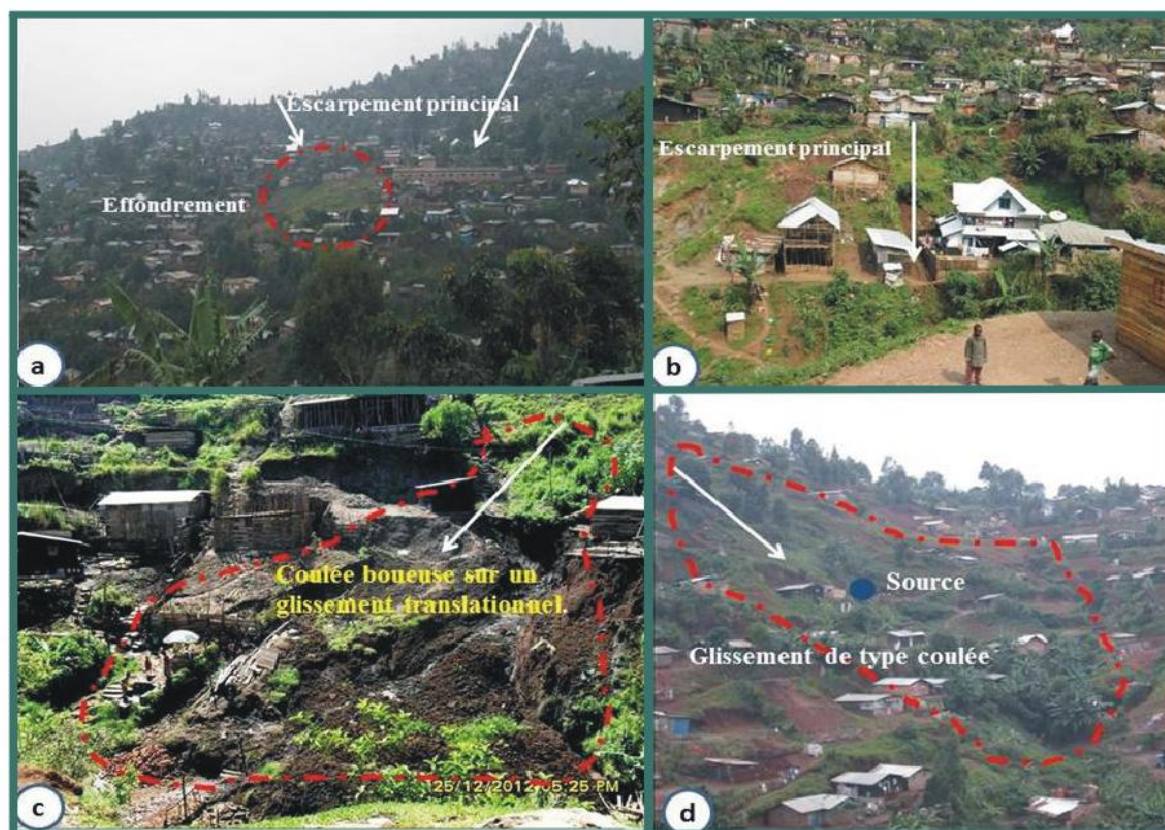 Escarpement principal
Effondrement
a
Escarpement principal
b
Coulée boueuse sur un
glissement translationnel.
25/12/2012 5:25 PM
c
Source
Glissement de type coulée
d